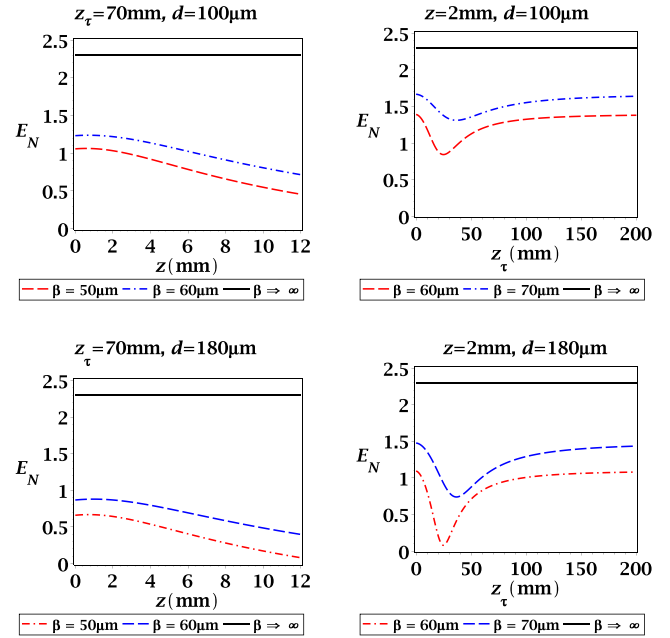 z_τ=70mm, d=100µm
2.5
2
1.5
E_N
1
0.5
0
0 2 4 6 8 10 12
z(mm)
β = 50µm β = 60µm β ⇒ ∞
z=2mm, d=100µm
2.5
2
1.5
E_N
1
0.5
0
0 50 100 150 200
z_τ(mm)
β = 60µm β = 70µm β ⇒ ∞
z_τ=70mm, d=180µm
2.5
2
1.5
E_N
1
0.5
0
0 2 4 6 8 10 12
z(mm)
β = 50µm β = 60µm β ⇒ ∞
z=2mm, d=180µm
2.5
2
1.5
E_N
1
0.5
0
0 50 100 150 200
z_τ(mm)
β = 60µm β = 70µm β ⇒ ∞